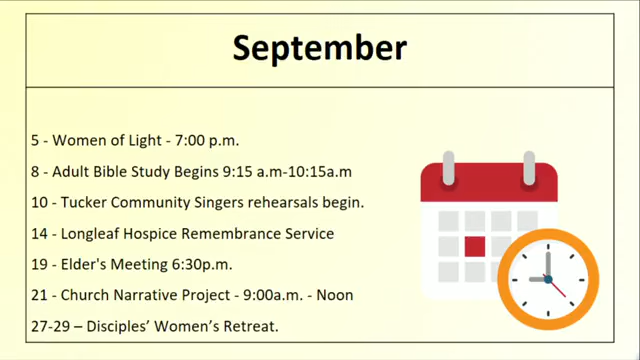 September
5 - Women of Light - 7:00 p.m.
8 - Adult Bible Study Begins 9:15 a.m-10:15a.m
10 - Tucker Community Singers rehearsals begin.
14 - Longleaf Hospice Remembrance Service
19 - Elder's Meeting 6:30p.m.
21 - Church Narrative Project - 9:00a.m. - Noon
27-29 – Disciples’ Women’s Retreat.